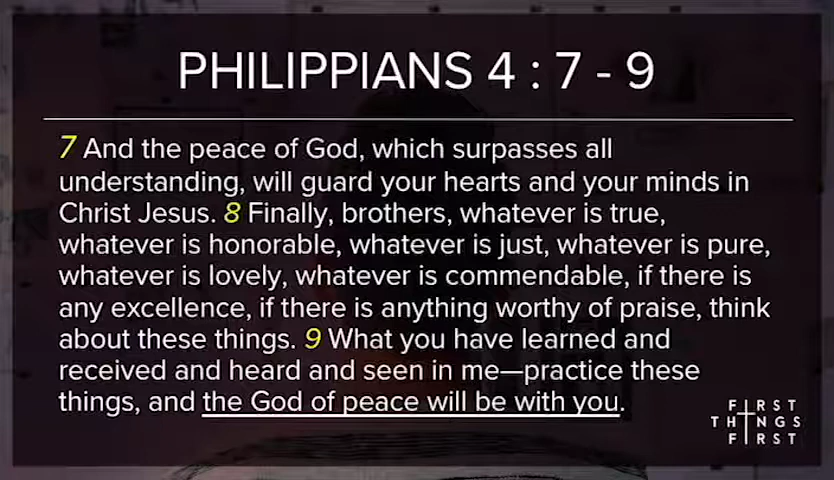 PHILIPPIANS 4 : 7 - 9
7 And the peace of God, which surpasses all
understanding, will guard your hearts and your minds in
Christ Jesus. 8 Finally, brothers, whatever is true,
whatever is honorable, whatever is just, whatever is pure,
whatever is lovely, whatever is commendable, if there is
any excellence, if there is anything worthy of praise, think
about these things. 9 What you have learned and
received and heard and seen in me—practice these
things, and the God of peace will be with you.
FIRST
THINGS
FIRST